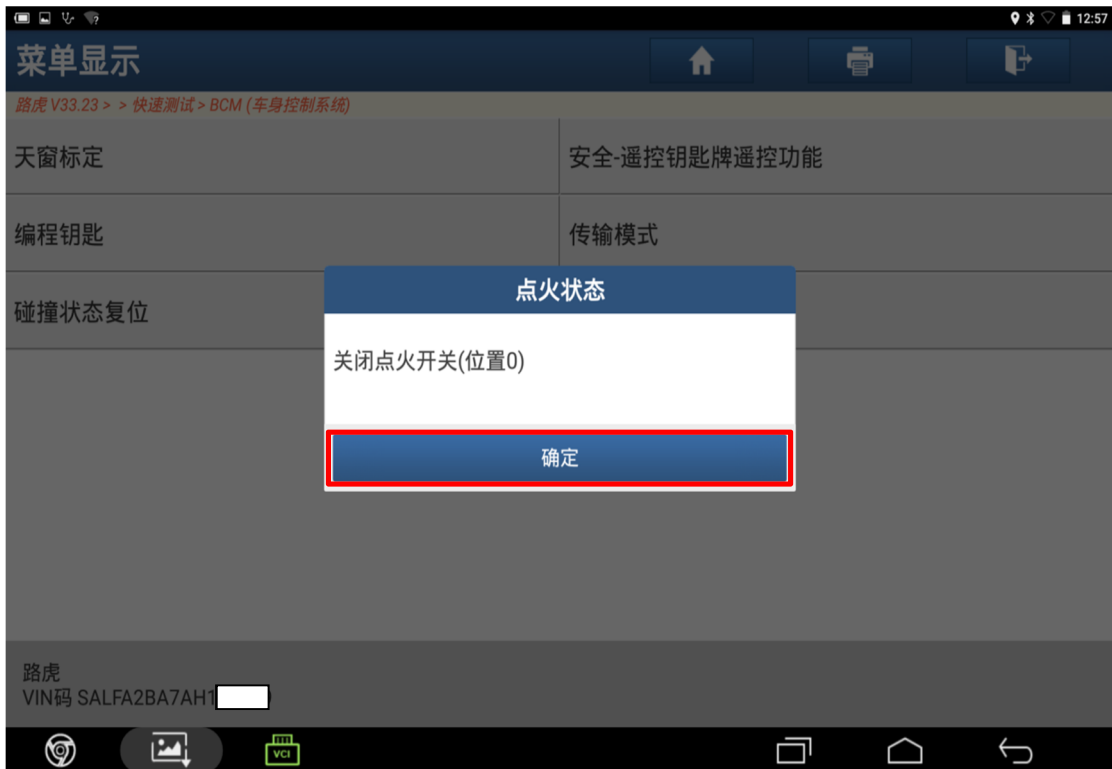 12:57
菜单显示
路虎 V33.23 > > 快速测试 > BCM (车身控制系统)
天窗标定
安全-遥控钥匙牌遥控功能
编程钥匙
传输模式
碰撞状态复位
点火状态
关闭点火开关(位置0)
确定
路虎
VIN码 SALFA2BA7AH1
VCI